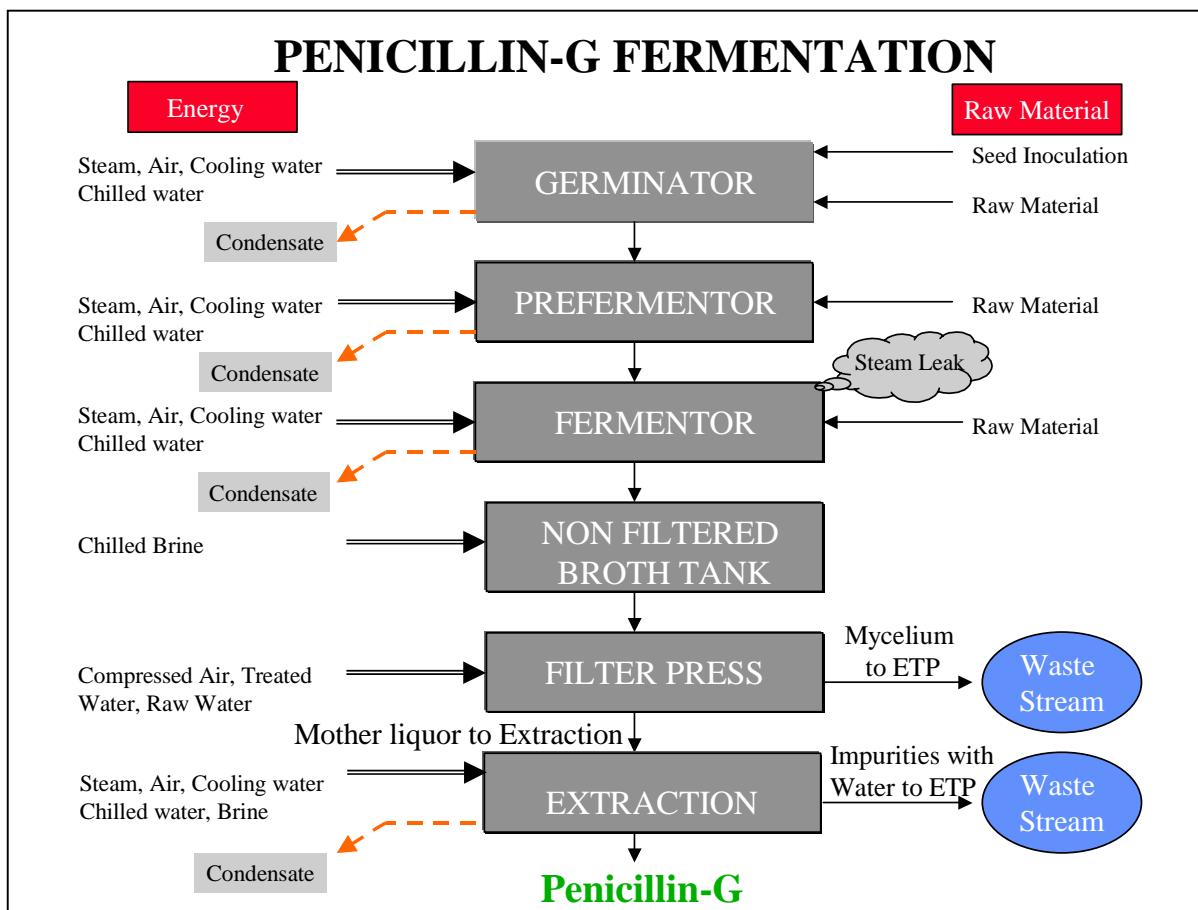 PENICILLIN-G FERMENTATION
Energy
Raw Material
Steam, Air, Cooling water
Chilled water
GERMINATOR
Seed Inoculation
Raw Material
Condensate
Steam, Air, Cooling water
Chilled water
PREFERMENTOR
Raw Material
Condensate
Steam Leak
Steam, Air, Cooling water
Chilled water
FERMENTOR
Raw Material
Condensate
Chilled Brine
NON FILTERED
BROTH TANK
Compressed Air, Treated
Water, Raw Water
FILTER PRESS
Mycelium
to ETP
Waste
Stream
Mother liquor to Extraction
Steam, Air, Cooling water
Chilled water, Brine
EXTRACTION
Impurities with
Water to ETP
Waste
Stream
Condensate
Penicillin-G